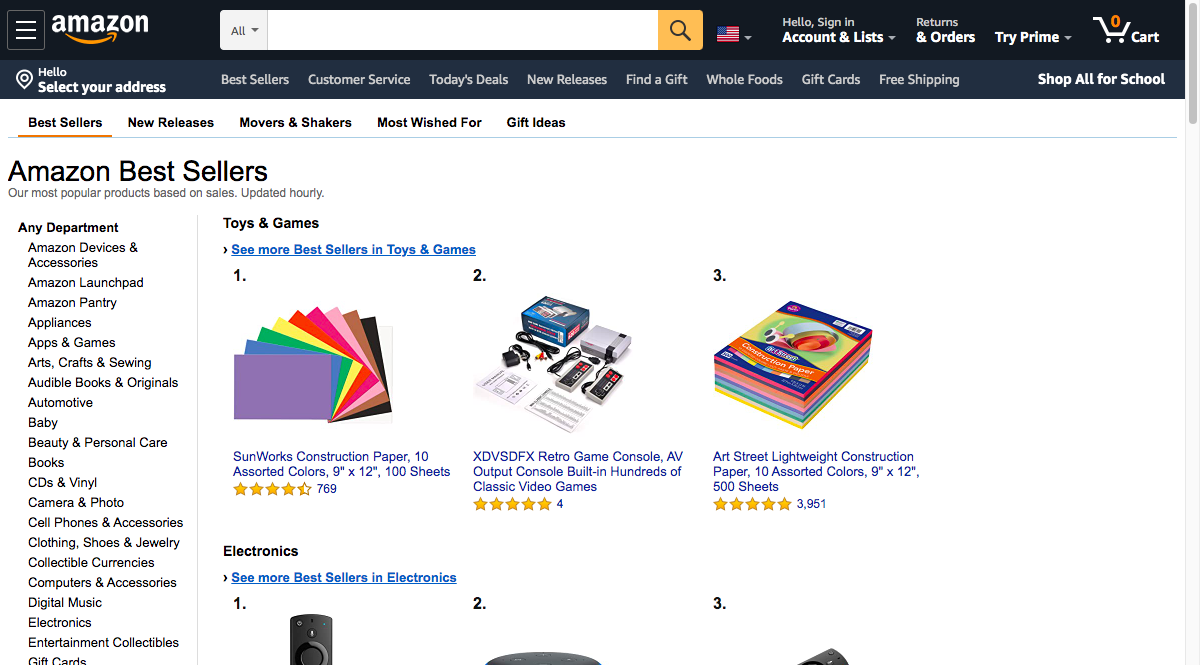 amazon
All
Hello, Sign in
Account & Lists
Returns
& Orders
Try Prime
0
Cart
Hello
Select your address
Best Sellers
Customer Service
Today's Deals
New Releases
Find a Gift
Whole Foods
Gift Cards
Free Shipping
Shop All for School
Best Sellers
New Releases
Movers & Shakers
Most Wished For
Gift Ideas
Amazon Best Sellers
Our most popular products based on sales. Updated hourly.
Any Department
Amazon Devices &
Accessories
Amazon Launchpad
Amazon Pantry
Appliances
Apps & Games
Arts, Crafts & Sewing
Audible Books & Originals
Automotive
Baby
Beauty & Personal Care
Books
CDs & Vinyl
Camera & Photo
Cell Phones & Accessories
Clothing, Shoes & Jewelry
Collectible Currencies
Computers & Accessories
Digital Music
Electronics
Entertainment Collectibles
Gift Cards
Toys & Games
› See more Best Sellers in Toys & Games
1.
SunWorks Construction Paper, 10
Assorted Colors, 9" x 12", 100 Sheets
769
2.
XDVSDFX Retro Game Console, AV
Output Console Built-in Hundreds of
Classic Video Games
4
3.
Art Street
Construction Paper
Art Street Lightweight Construction
Paper, 10 Assorted Colors, 9" x 12",
500 Sheets
3,951
Electronics
› See more Best Sellers in Electronics
1.
2.
3.